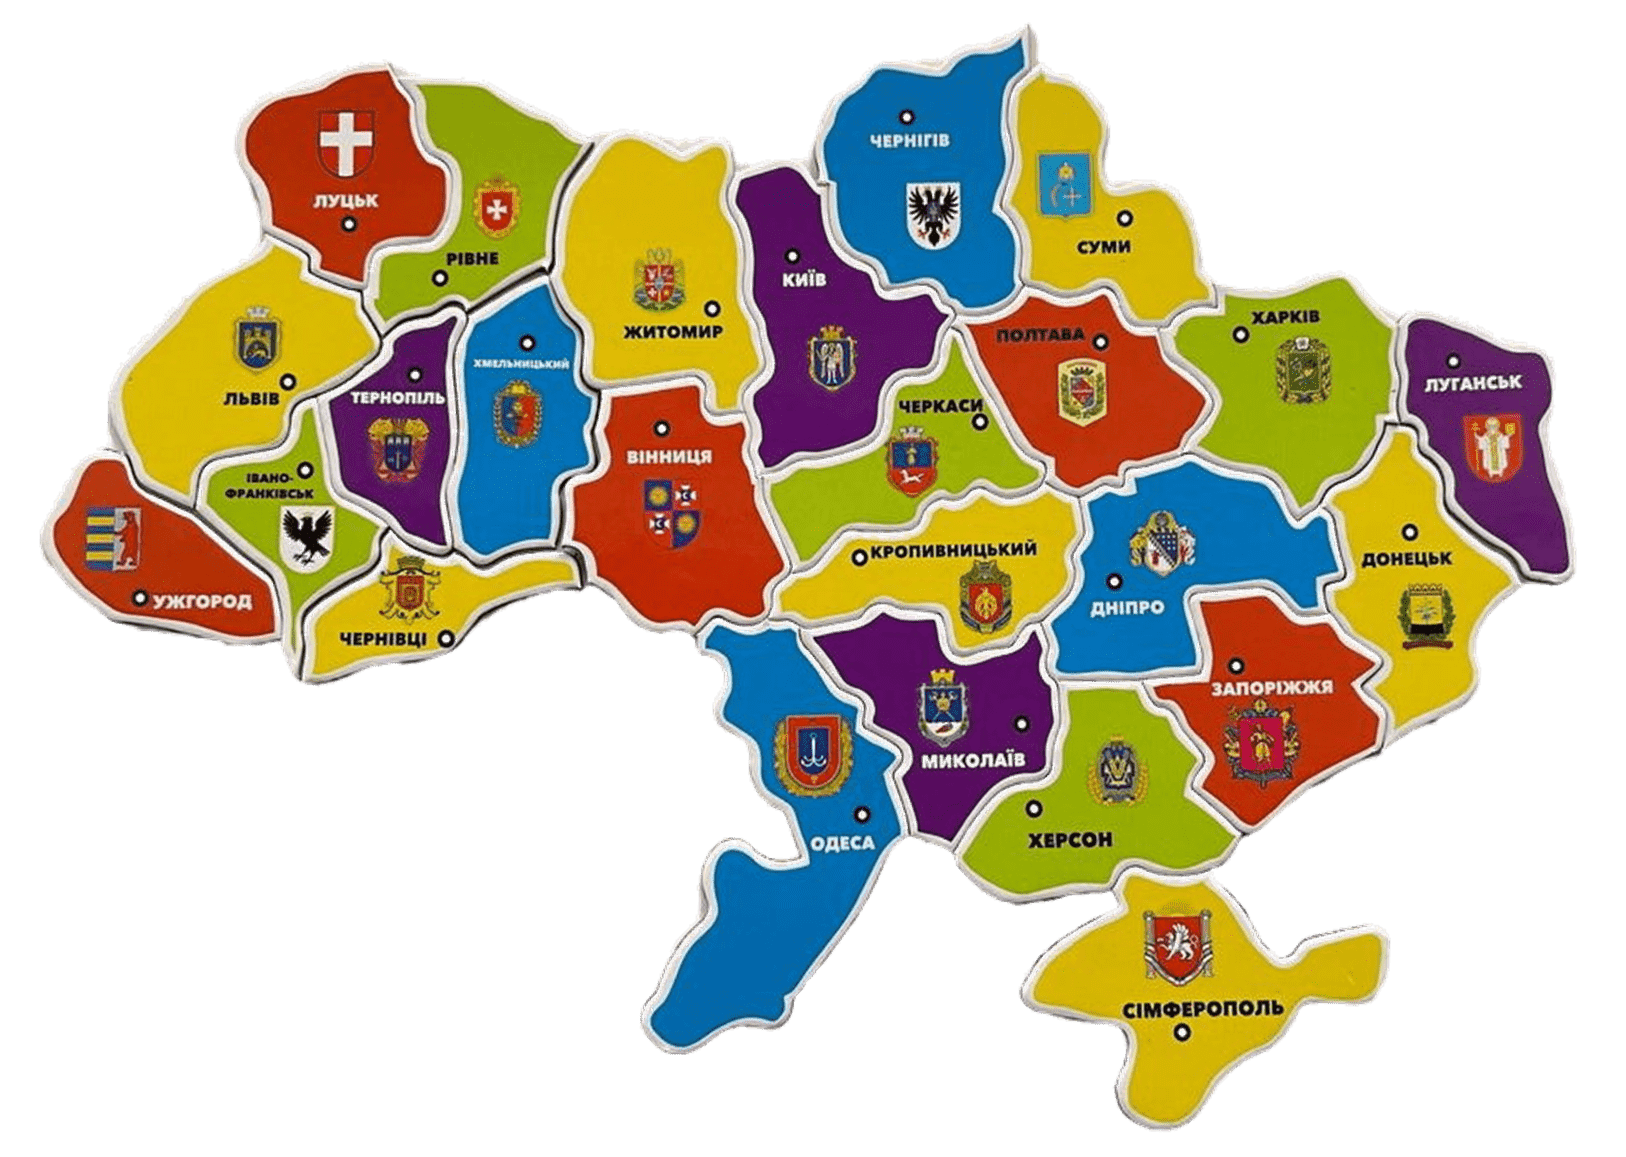 ЧЕРНІГІВ
ЛУЦЬК
СУМИ
РІВНЕ
КИЇВ
ЖИТОМИР
ХАРКІВ
ПОЛТАВА
ХМЕЛЬНИЦЬКИЙ
ЛУГАНСЬК
ЛЬВІВ
ТЕРНОПІЛЬ
ЧЕРКАСИ
ВІННИЦЯ
ІВАНО-
ФРАНКІВСЬК
КРОПИВНИЦЬКИЙ
ДОНЕЦЬК
УЖГОРОД
ДНІПРО
ЧЕРНІВЦІ
ЗАПОРІЖЖЯ
МИКОЛАЇВ
ОДЕСА
ХЕРСОН
СІМФЕРОПОЛЬ